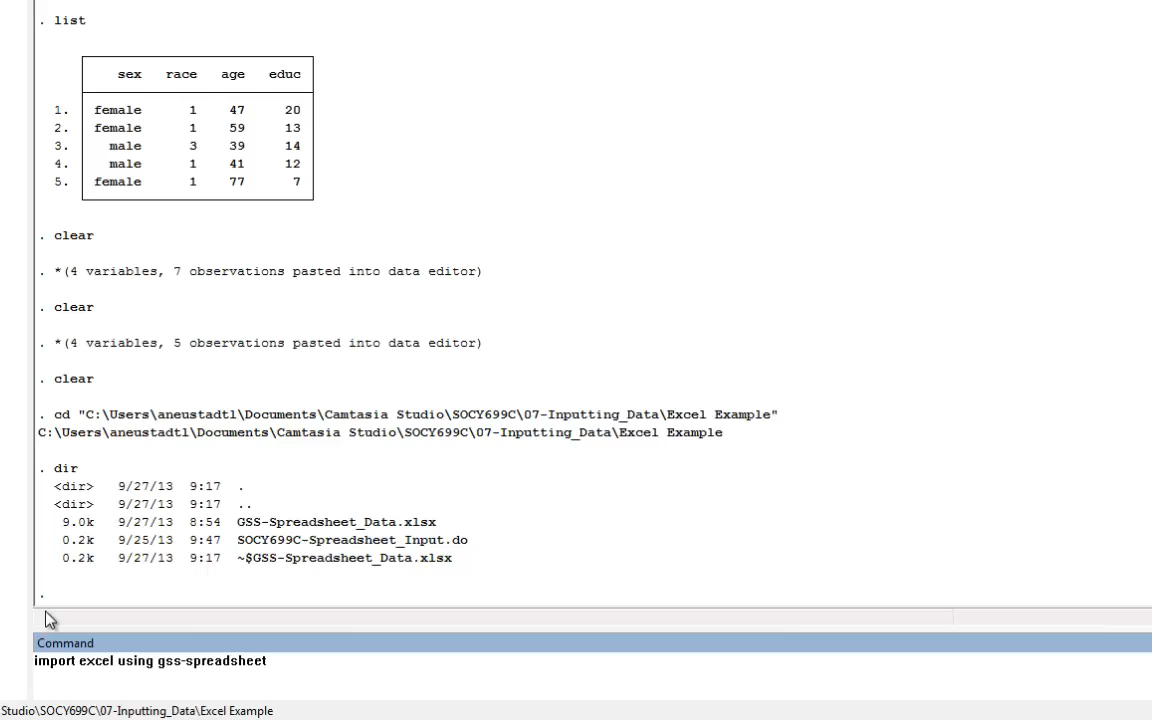 . list
sex race age educ
1. female 1 47 20
2. female 1 59 13
3. male 3 39 14
4. male 1 41 12
5. female 1 77 7
. clear
. *(4 variables, 7 observations pasted into data editor)
. clear
. *(4 variables, 5 observations pasted into data editor)
. clear
. cd "C:\Users\aneustadtl\Documents\Camtasia Studio\SOCY699C\07-Inputting_Data\Excel Example"
C:\Users\aneustadtl\Documents\Camtasia Studio\SOCY699C\07-Inputting_Data\Excel Example
. dir
<dir> 9/27/13 9:17 .
<dir> 9/27/13 9:17 ..
9.0k 9/27/13 8:54 GSS-Spreadsheet_Data.xlsx
0.2k 9/25/13 9:47 SOCY699C-Spreadsheet_Input.do
0.2k 9/27/13 9:17 ~$GSS-Spreadsheet_Data.xlsx
.
Command
import excel using gss-spreadsheet
Studio\SOCY699C\07-Inputting_Data\Excel Example